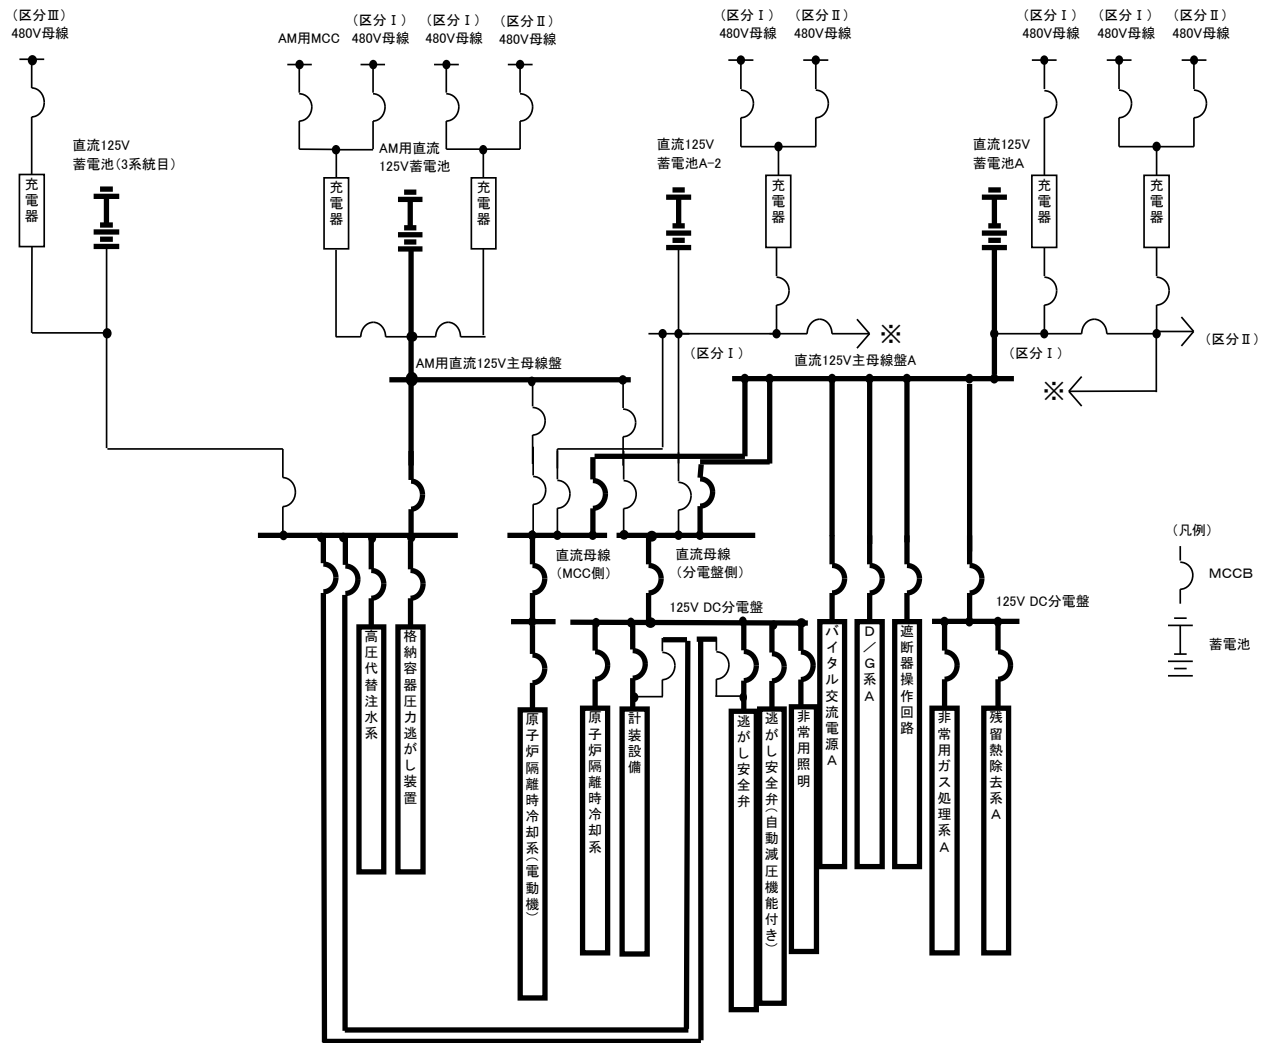 (区分Ⅲ)
480V母線
AM用MCC
(区分Ⅰ)
480V母線
(区分Ⅰ)
480V母線
(区分Ⅱ)
480V母線
(区分Ⅰ)
480V母線
(区分Ⅱ)
480V母線
(区分Ⅰ)
480V母線
(区分Ⅰ)
480V母線
(区分Ⅱ)
480V母線
直流125V
蓄電池(3系統目)
AM用直流
125V蓄電池
直流125V
蓄電池A-2
直流125V
蓄電池A
充電器
充電器
充電器
充電器
充電器
充電器
※
(区分Ⅰ)
(区分Ⅰ)
(区分Ⅱ)
AM用直流125V主母線盤
直流125V主母線盤A
※
直流母線
(MCC側)
直流母線
(分電盤側)
125V DC分電盤
125V DC分電盤
高圧代替注水系
格納容器圧力逃がし装置
原子炉隔離時冷却系(電動機)
原子炉隔離時冷却系
計装設備
逃がし安全弁
逃がし安全弁(自動減圧機能付き)
非常用照明
バイタル交流電源A
D/G系A
遮断器操作回路
非常用ガス処理系A
残留熱除去系A
(凡例)
MCCB
蓄電池